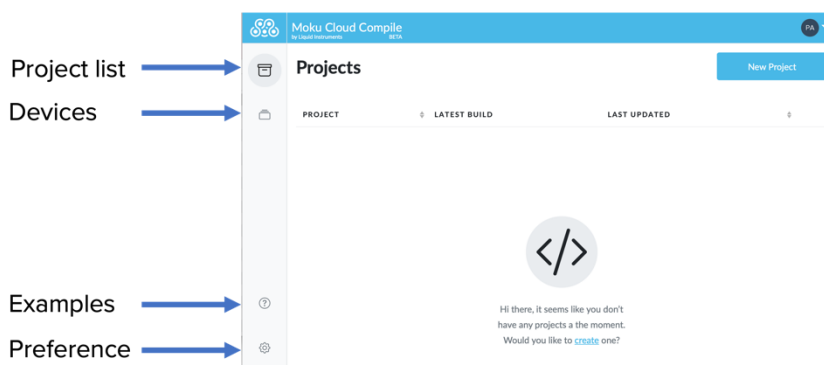 Moku Cloud Compile
by Liquid Instruments BETA
PA
Project list
Projects
New Project
Devices
PROJECT LATEST BUILD LAST UPDATED
</>
Examples
?
Hi there, it seems like you don't
have any projects a the moment.
Would you like to create one?
Preference